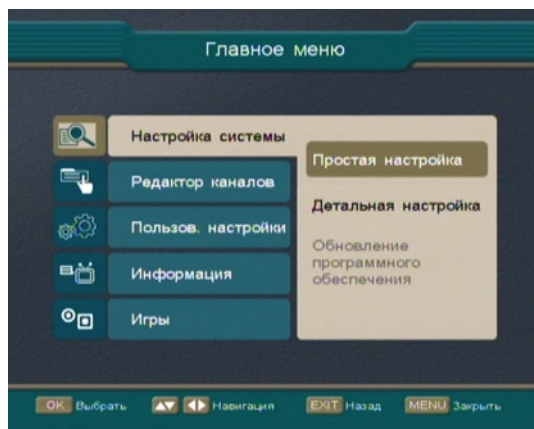 Главное меню
Настройка системы
Редактор каналов
Пользов. настройки
Информация
Игры
Простая настройка
Детальная настройка
Обновление
программного
обеспечения
OK Выбрать Навигация EXIT Назад MENU Закрыть